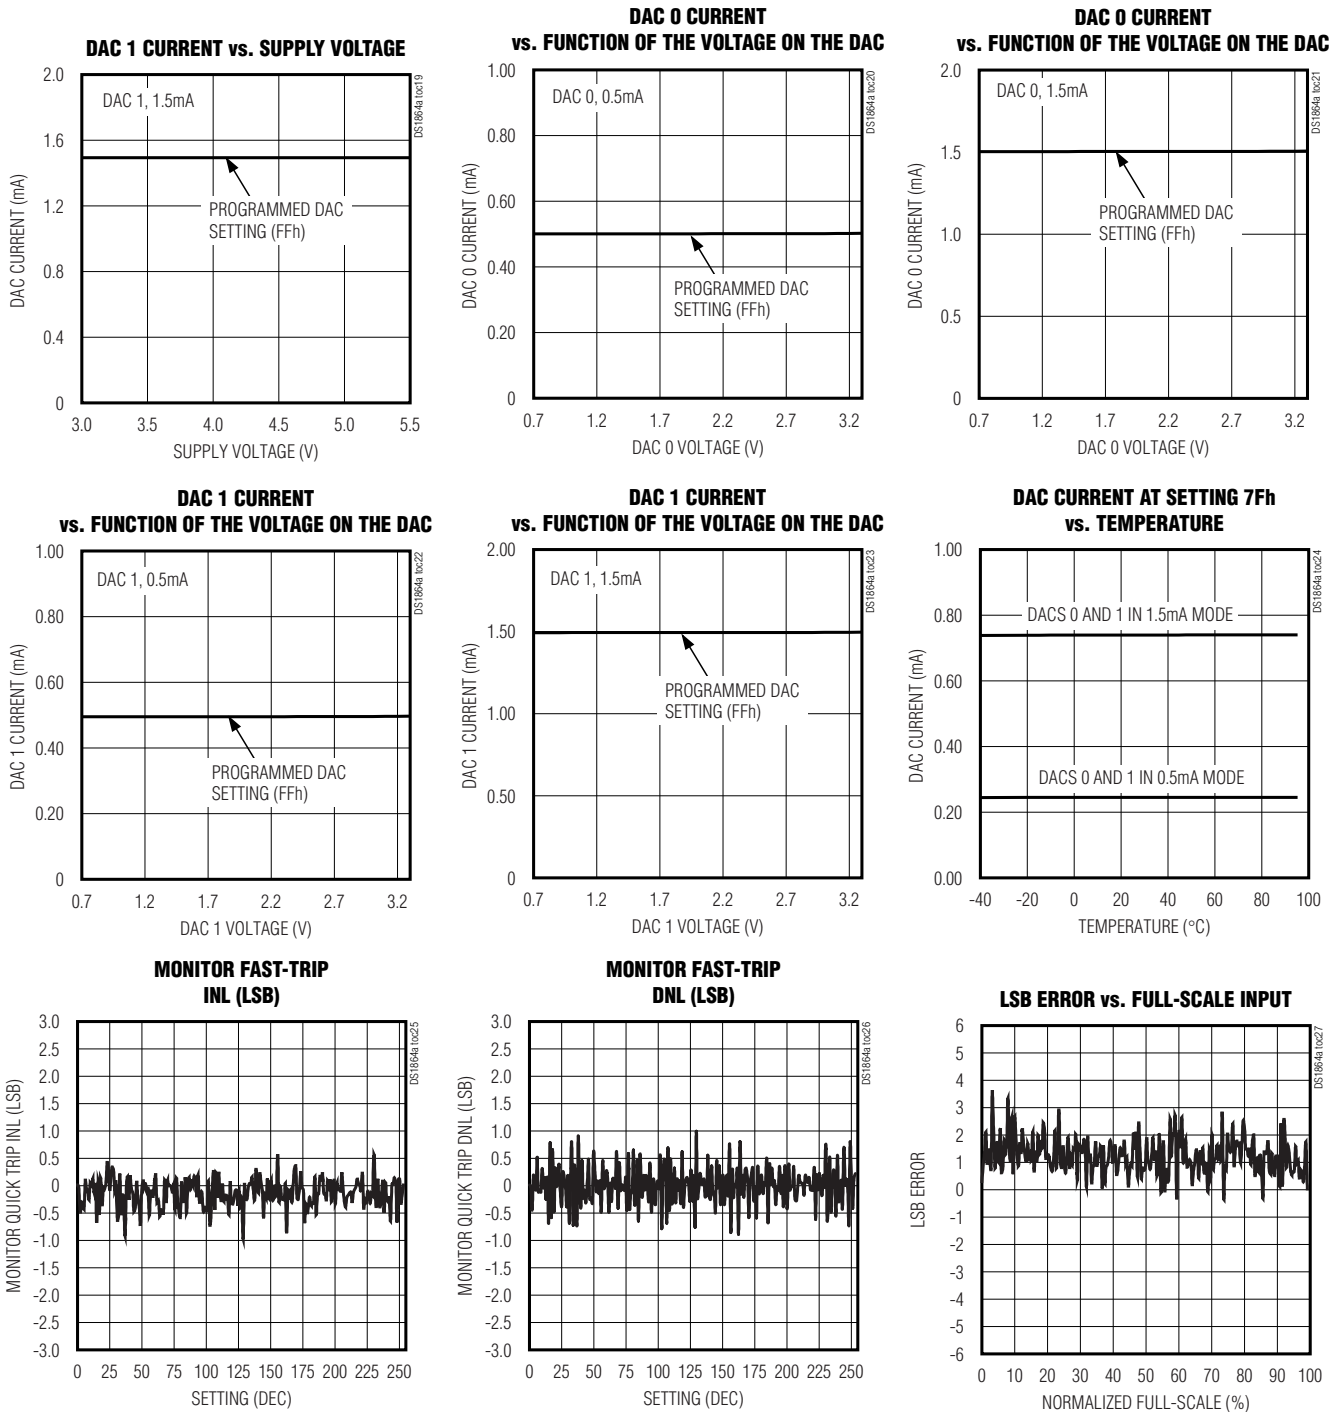 DAC 1 CURRENT vs. SUPPLY VOLTAGE
DS1864a toc19
2.0
1.6
1.2
0.8
0.4
0
DAC CURRENT (mA)
DAC 1, 1.5mA
PROGRAMMED DAC
SETTING (FFh)
3.0 3.5 4.0 4.5 5.0 5.5
SUPPLY VOLTAGE (V)
DAC 0 CURRENT
vs. FUNCTION OF THE VOLTAGE ON THE DAC
DS1864a toc20
1.00
0.80
0.60
0.40
0.20
0
DAC 0 CURRENT (mA)
DAC 0, 0.5mA
PROGRAMMED DAC
SETTING (FFh)
0.7 1.2 1.7 2.2 2.7 3.2
DAC 0 VOLTAGE (V)
DAC 0 CURRENT
vs. FUNCTION OF THE VOLTAGE ON THE DAC
DS1864a toc21
2.0
1.5
1.0
0.5
0
DAC 0 CURRENT (mA)
DAC 0, 1.5mA
PROGRAMMED DAC
SETTING (FFh)
0.7 1.2 1.7 2.2 2.7 3.2
DAC 0 VOLTAGE (V)
DAC 1 CURRENT
vs. FUNCTION OF THE VOLTAGE ON THE DAC
DS1864a toc22
1.00
0.80
0.60
0.40
0.20
0
DAC 1 CURRENT (mA)
DAC 1, 0.5mA
PROGRAMMED DAC
SETTING (FFh)
0.7 1.2 1.7 2.2 2.7 3.2
DAC 1 VOLTAGE (V)
DAC 1 CURRENT
vs. FUNCTION OF THE VOLTAGE ON THE DAC
DS1864a toc23
2.00
1.50
1.00
0.50
0
DAC 1 CURRENT (mA)
DAC 1, 1.5mA
PROGRAMMED DAC
SETTING (FFh)
0.7 1.2 1.7 2.2 2.7 3.2
DAC 1 VOLTAGE (V)
DAC CURRENT AT SETTING 7Fh
vs. TEMPERATURE
DS1864a toc24
1.00
0.80
0.60
0.40
0.20
0.00
DAC CURRENT (mA)
DACS 0 AND 1 IN 1.5mA MODE
DACS 0 AND 1 IN 0.5mA MODE
-40 -20 0 20 40 60 80 100
TEMPERATURE (°C)
MONITOR FAST-TRIP
INL (LSB)
DS1864a toc25
3.0
2.5
2.0
1.5
1.0
0.5
0
-0.5
-1.0
-1.5
-2.0
-2.5
-3.0
MONITOR QUICK TRIP INL (LSB)
0 25 50 75 100 125 150 175 200 225 250
SETTING (DEC)
MONITOR FAST-TRIP
DNL (LSB)
DS1864a toc26
3.0
2.5
2.0
1.5
1.0
0.5
0
-0.5
-1.0
-1.5
-2.0
-2.5
-3.0
MONITOR QUICK TRIP DNL (LSB)
0 25 50 75 100 125 150 175 200 225 250
SETTING (DEC)
LSB ERROR vs. FULL-SCALE INPUT
DS1864a toc27
6
5
4
3
2
1
0
-1
-2
-3
-4
-5
-6
LSB ERROR
0 10 20 30 40 50 60 70 80 90 100
NORMALIZED FULL-SCALE (%)